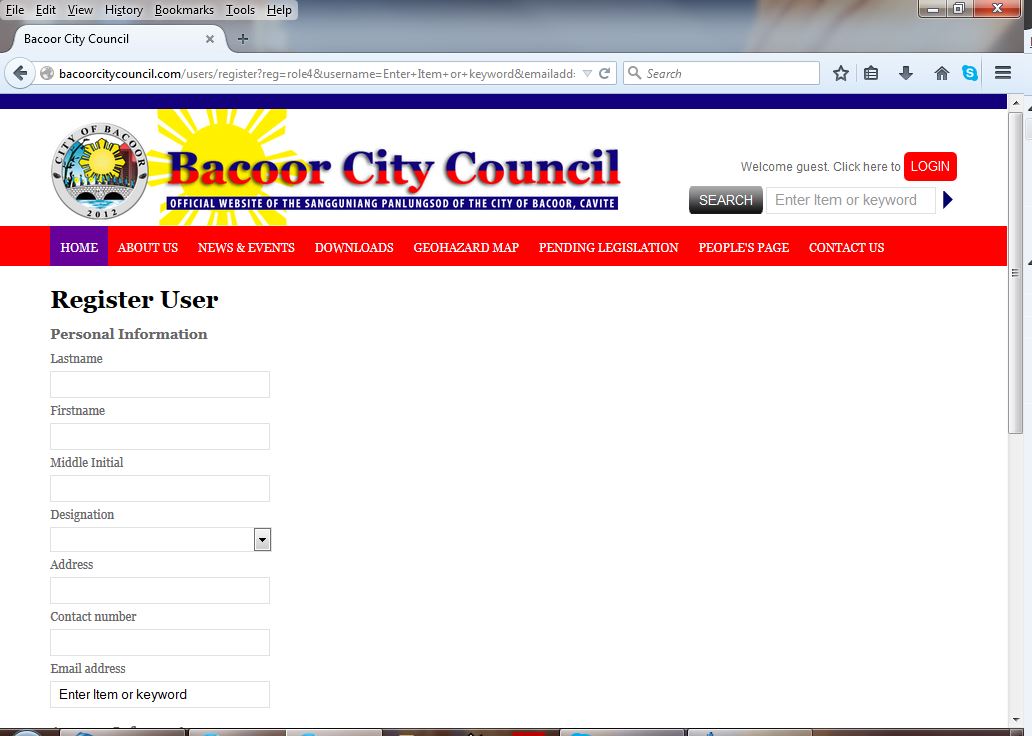 File Edit View History Bookmarks Tools Help
Bacoor City Council
bacoorcitycouncil.com/users/register?reg=role4&username=Enter+Item+or+keyword&emailadd:
Search
CITY OF BACOOR
2012
Bacoor City Council
OFFICIAL WEBSITE OF THE SANGGUNIANG PANLUNGSOD OF THE CITY OF BACOOR, CAVITE
Welcome guest. Click here to LOGIN
SEARCH Enter Item or keyword
HOME ABOUT US NEWS & EVENTS DOWNLOADS GEOHAZARD MAP PENDING LEGISLATION PEOPLE'S PAGE CONTACT US
Register User
Personal Information
Lastname
Firstname
Middle Initial
Designation
Address
Contact number
Email address
Enter Item or keyword